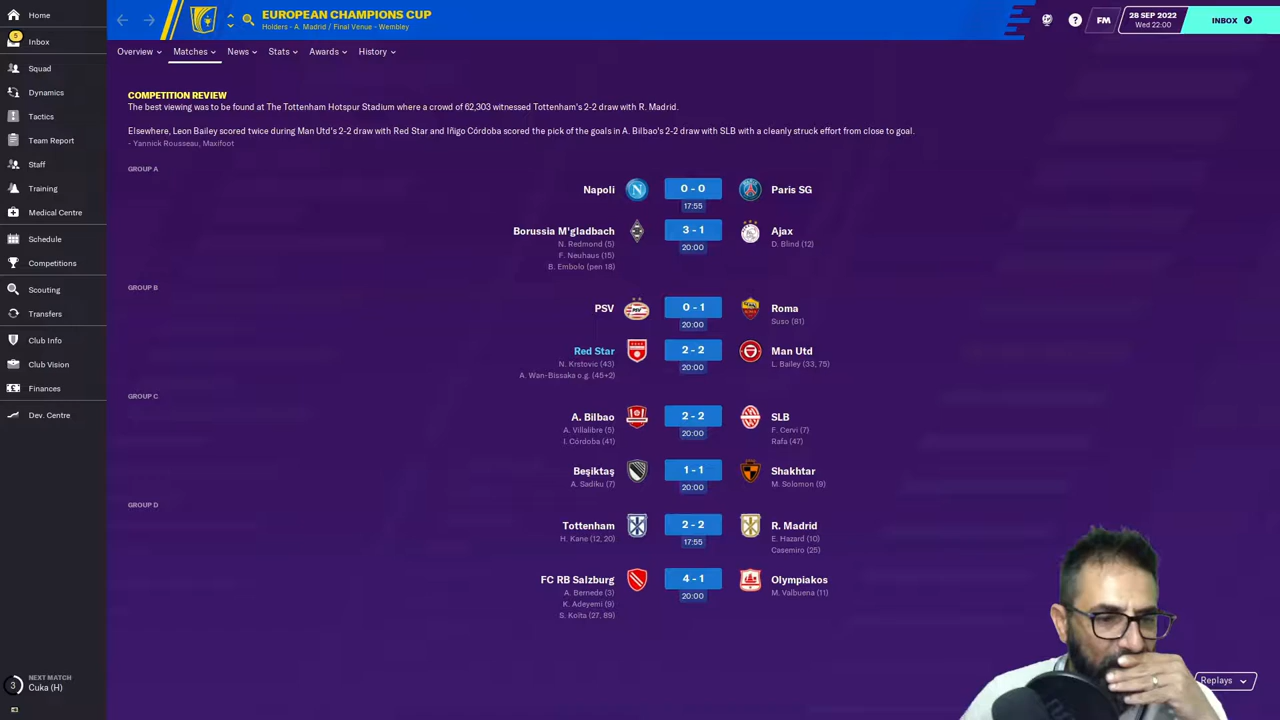 EUROPEAN CHAMPIONS CUP
Holders - A. Madrid / Final Venue - Wembley
FM
28 SEP 2022
Wed 22:00
INBOX
5
Inbox
Home
Squad
Dynamics
Tactics
Team Report
Staff
Training
Medical Centre
Schedule
Competitions
Scouting
Transfers
Club Info
Club Vision
Finances
Dev. Centre
3
NEXT MATCH
Cuka (H)
Overview
Matches
News
Stats
Awards
History
COMPETITION REVIEW
The best viewing was to be found at The Tottenham Hotspur Stadium where a crowd of 62,303 witnessed Tottenham's 2-2 draw with R. Madrid.
Elsewhere, Leon Bailey scored twice during Man Utd's 2-2 draw with Red Star and Iñigo Córdoba scored the pick of the goals in A. Bilbao's 2-2 draw with SLB with a cleanly struck effort from close to goal.
- Yannick Rousseau, Maxifoot
GROUP A
Napoli 0 - 0 Paris SG
17:55
Borussia M'gladbach 3 - 1 Ajax
N. Redmond (5) 20:00 D. Blind (12)
F. Neuhaus (15)
B. Embolo (pen 18)
GROUP B
PSV 0 - 1 Roma
20:00 Suso (81)
Red Star 2 - 2 Man Utd
N. Krstovic (43) 20:00 L. Bailey (33, 75)
A. Wan-Bissaka o.g. (45+2)
GROUP C
A. Bilbao 2 - 2 SLB
A. Villalibre (5) 20:00 F. Cervi (7)
I. Córdoba (41) Rafa (47)
Beşiktaş 1 - 1 Shakhtar
A. Sadiku (7) 20:00 M. Solomon (9)
GROUP D
Tottenham 2 - 2 R. Madrid
H. Kane (12, 20) 17:55 E. Hazard (10)
Casemiro (25)
FC RB Salzburg 4 - 1 Olympiakos
A. Bernede (3) 20:00 M. Valbuena (11)
K. Adeyemi (9)
S. Koïta (27, 89)
Replays